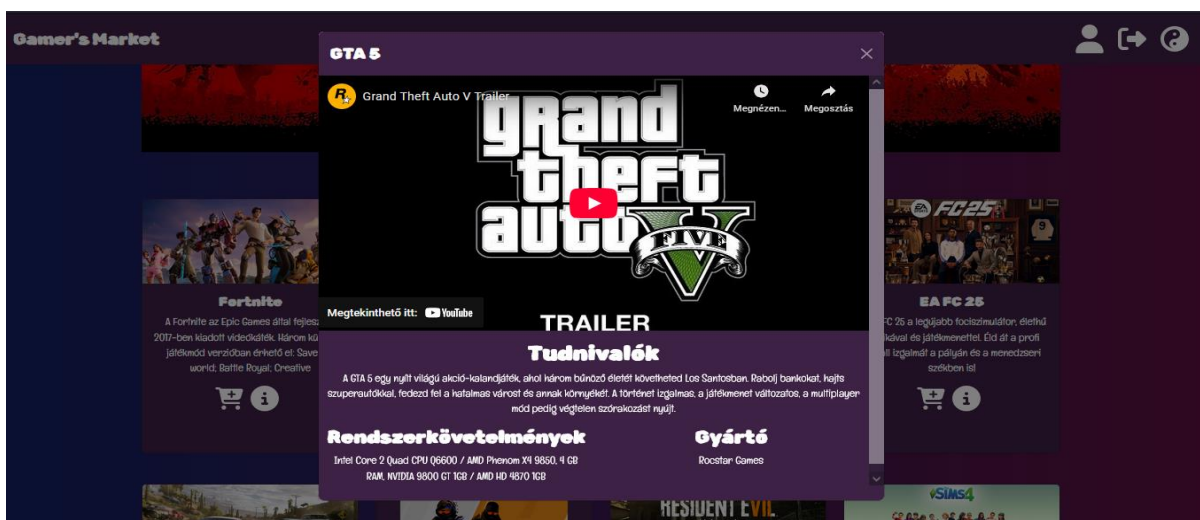 Gamer's Market
GTA 5
Grand Theft Auto V Trailer
Megnézen...
Megosztás
grand
theft
auto
V
FIVE
Megtekinthető itt: YouTube
TRAILER
Tudnivalók
A GTA 5 egy nyílt világú akció-kalandjáték, ahol három bűnöző életét követheted Los Santosban. Rabolj bankokat, hajts
szuperautókkal, fedezd fel a hatalmas várost és annak környékét. A történet izgalmas, a játékmenet változatos, a multiplayer
mód pedig végtelen szórakozást nyújt.
Rendszerkövetelmények
Intel Core 2 Quad CPU Q6600 / AMD Phenom X4 9850, 4 GB
RAM, NVIDIA 9800 GT 1GB / AMD HD 4870 1GB
Gyártó
Rocstar Games
Fortnite
A Fortnite az Epic Games által
2017-ben kiadott videókáték. Három
játékmód verzióban érhető el: Save
world; Battle Royal; Creative
EA FC25
9
EA FC 25
FC 25 a legújabb fociszimulátor, élethű
és játékmenettel. Éld át a profi
izgalmát a pályán és a menedzseri
székben is!
RESIDENT EVIL
SIMS4